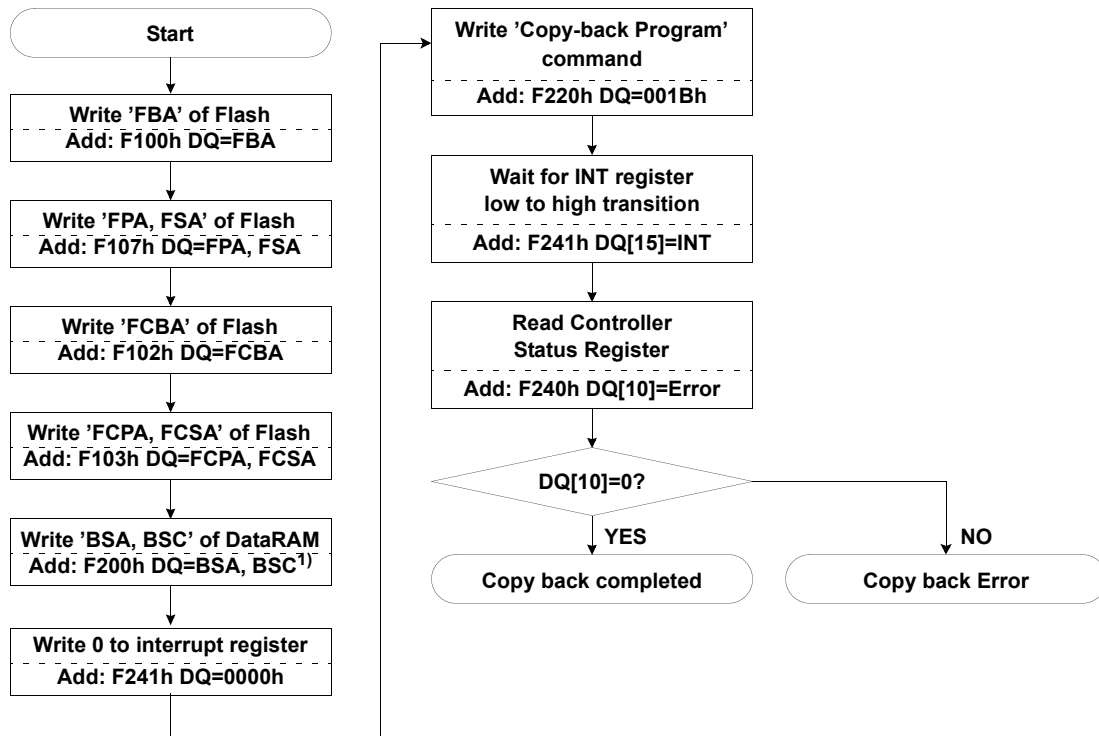 Start
Write ’FBA’ of Flash
Add: F100h DQ=FBA
Write ’FPA, FSA’ of Flash
Add: F107h DQ=FPA, FSA
Write ’FCBA’ of Flash
Add: F102h DQ=FCBA
Write ’FCPA, FCSA’ of Flash
Add: F103h DQ=FCPA, FCSA
Write ’BSA, BSC’ of DataRAM
Add: F200h DQ=BSA, BSC1)
Write 0 to interrupt register
Add: F241h DQ=0000h
Write ’Copy-back Program’
command
Add: F220h DQ=001Bh
Wait for INT register
low to high transition
Add: F241h DQ[15]=INT
Read Controller
Status Register
Add: F240h DQ[10]=Error
DQ[10]=0?
YES
NO
Copy back completed
Copy back Error